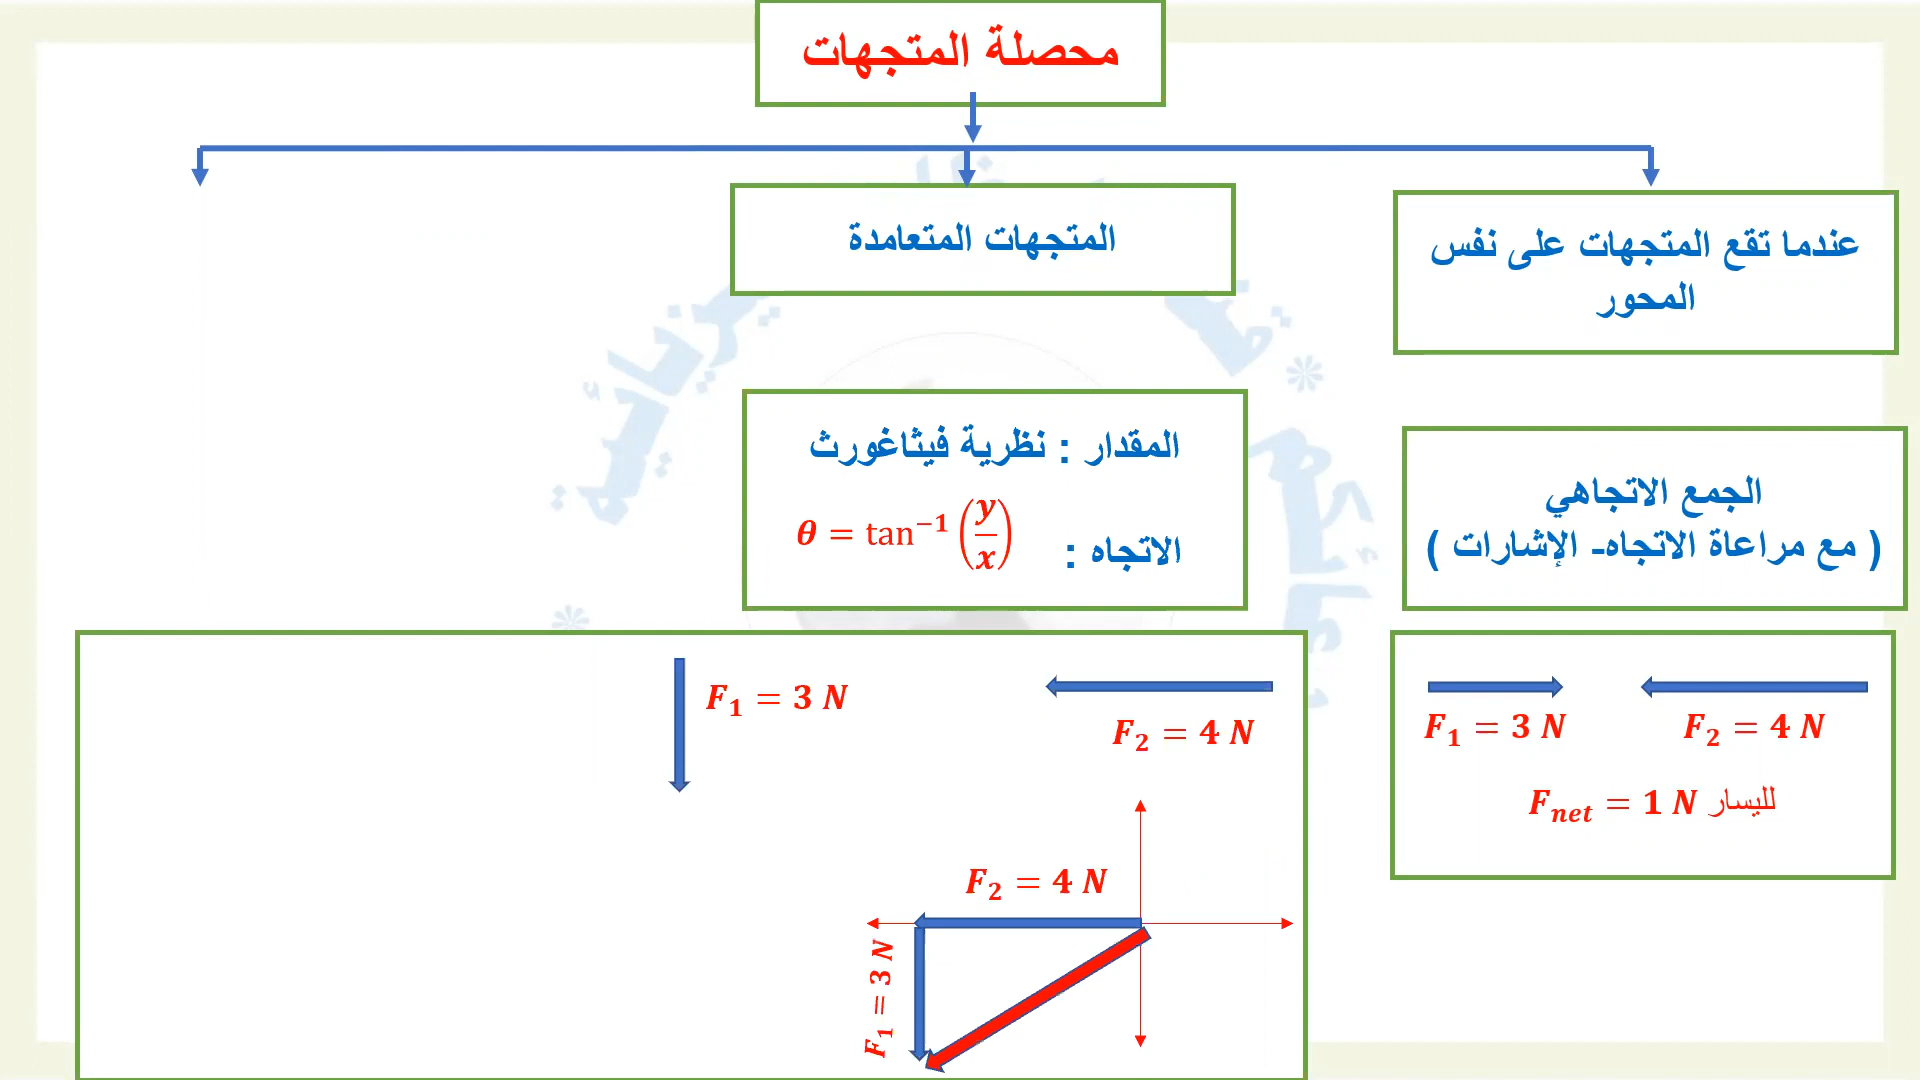 محصلة المتجهات
عندما تقع المتجهات على نفس
المحور
الجمع الاتجاهي
( مع مراعاة الاتجاه- الإشارات )
F₁ = 3 N
F₂ = 4 N
F_net = 1 N لليسار
المتجهات المتعامدة
المقدار : نظرية فيثاغورث
الاتجاه : θ = tan⁻¹ (y/x)
F₁ = 3 N
F₂ = 4 N
F₂ = 4 N
F₁ = 3 N